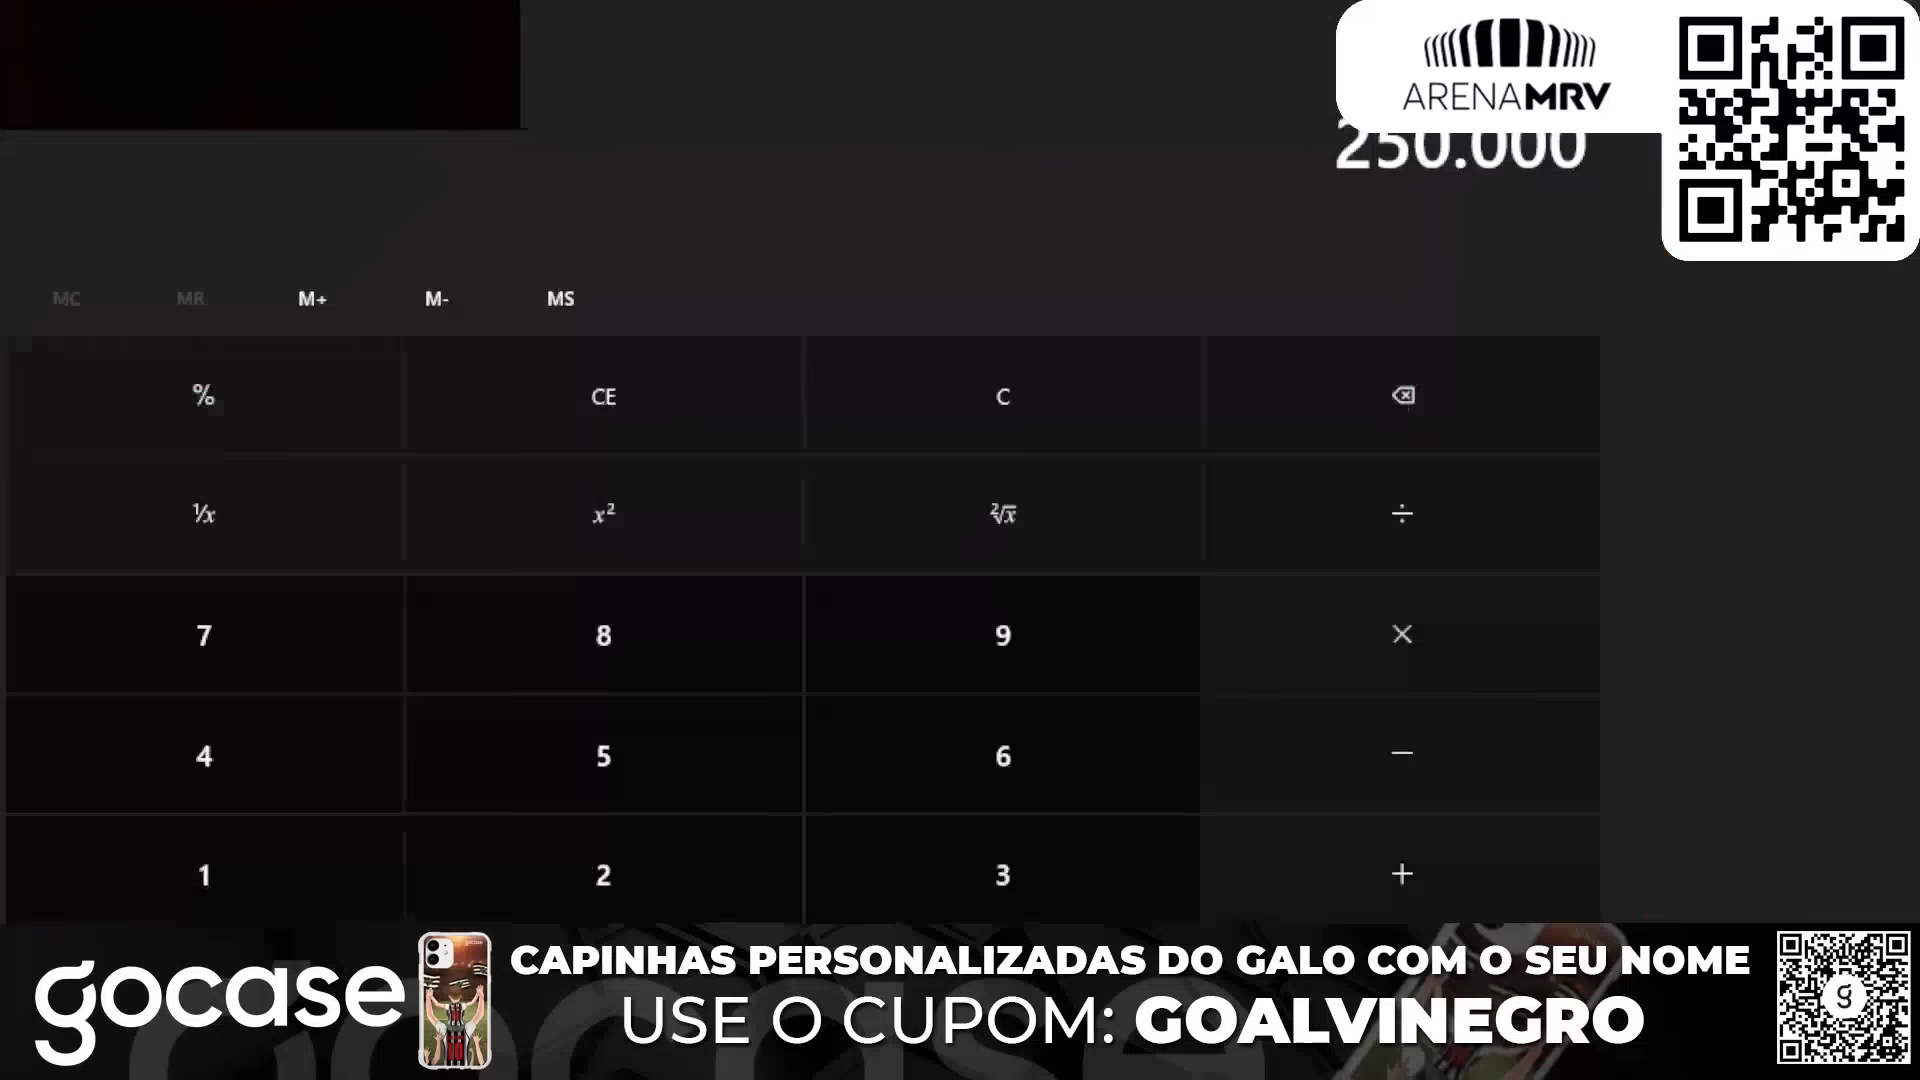 ARENAMRV
250.000
MC MR M+ M- MS
% CE C
¹/x x² ²√x ÷
7 8 9 ×
4 5 6 −
1 2 3 +
gocase
CAPINHAS PERSONALIZADAS DO GALO COM O SEU NOME
USE O CUPOM: GOALVINEGRO
g